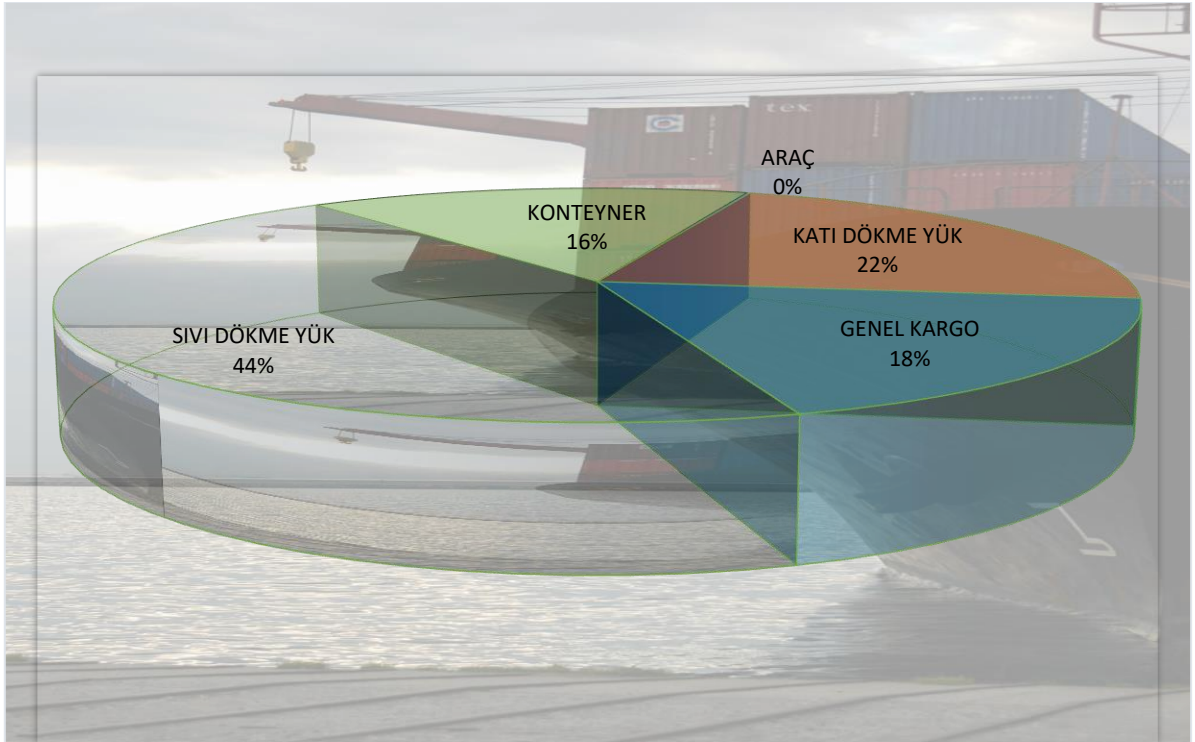 tex
ARAÇ
0%
KONTEYNER
16%
KATI DÖKME YÜK
22%
GENEL KARGO
18%
SIVI DÖKME YÜK
44%